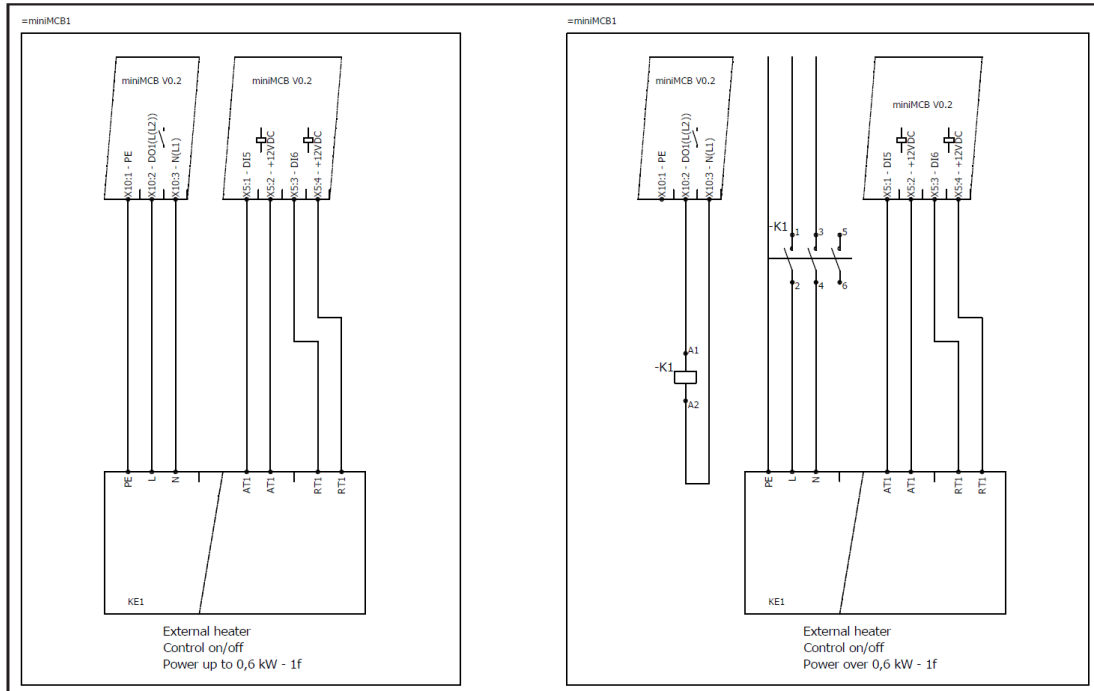 =miniMCB1
miniMCB V0.2
miniMCB V0.2
X10:1 - PE
X10:2 - DO1(L(L2))
X10:3 - N(L1)
X5:1 - DI5
X5:2 - +12VDC
X5:3 - DI6
X5:4 - +12VDC
PE
L
N
AT1
AT1
RT1
RT1
KE1
External heater
Control on/off
Power up to 0,6 kW - 1f
=miniMCB1
miniMCB V0.2
miniMCB V0.2
X10:1 - PE
X10:2 - DO1(L(L2))
X10:3 - N(L1)
X5:1 - DI5
X5:2 - +12VDC
X5:3 - DI6
X5:4 - +12VDC
-K1
1
3
5
2
4
6
A1
-K1
A2
PE
L
N
AT1
AT1
RT1
RT1
KE1
External heater
Control on/off
Power over 0,6 kW - 1f